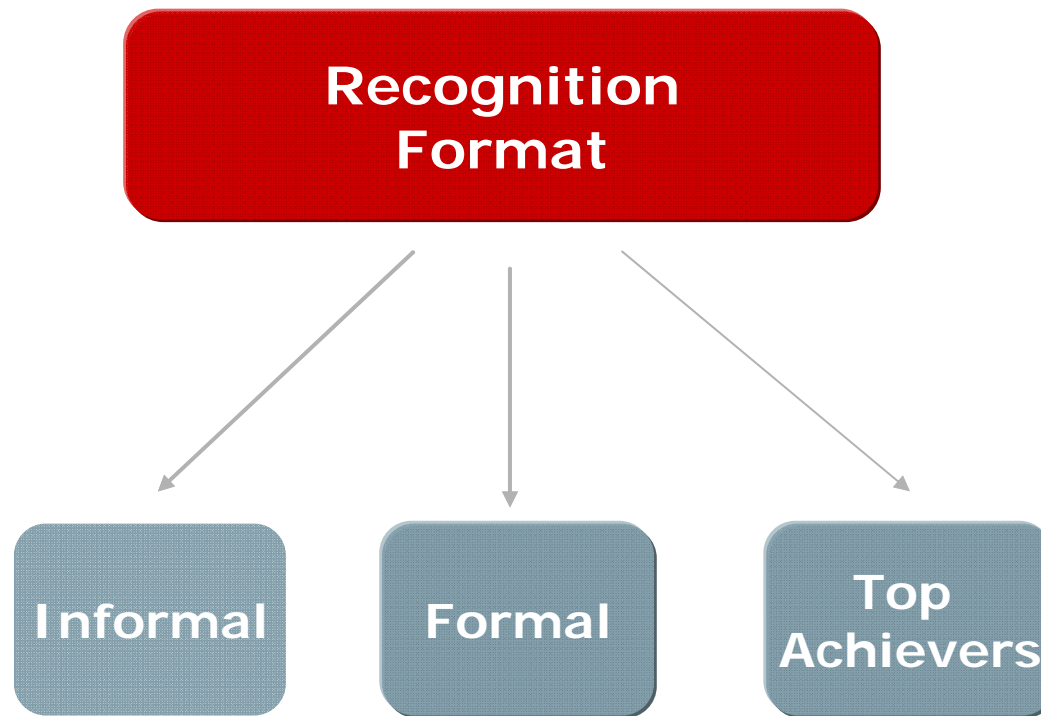 Recognition
Format
Informal
Formal
Top
Achievers